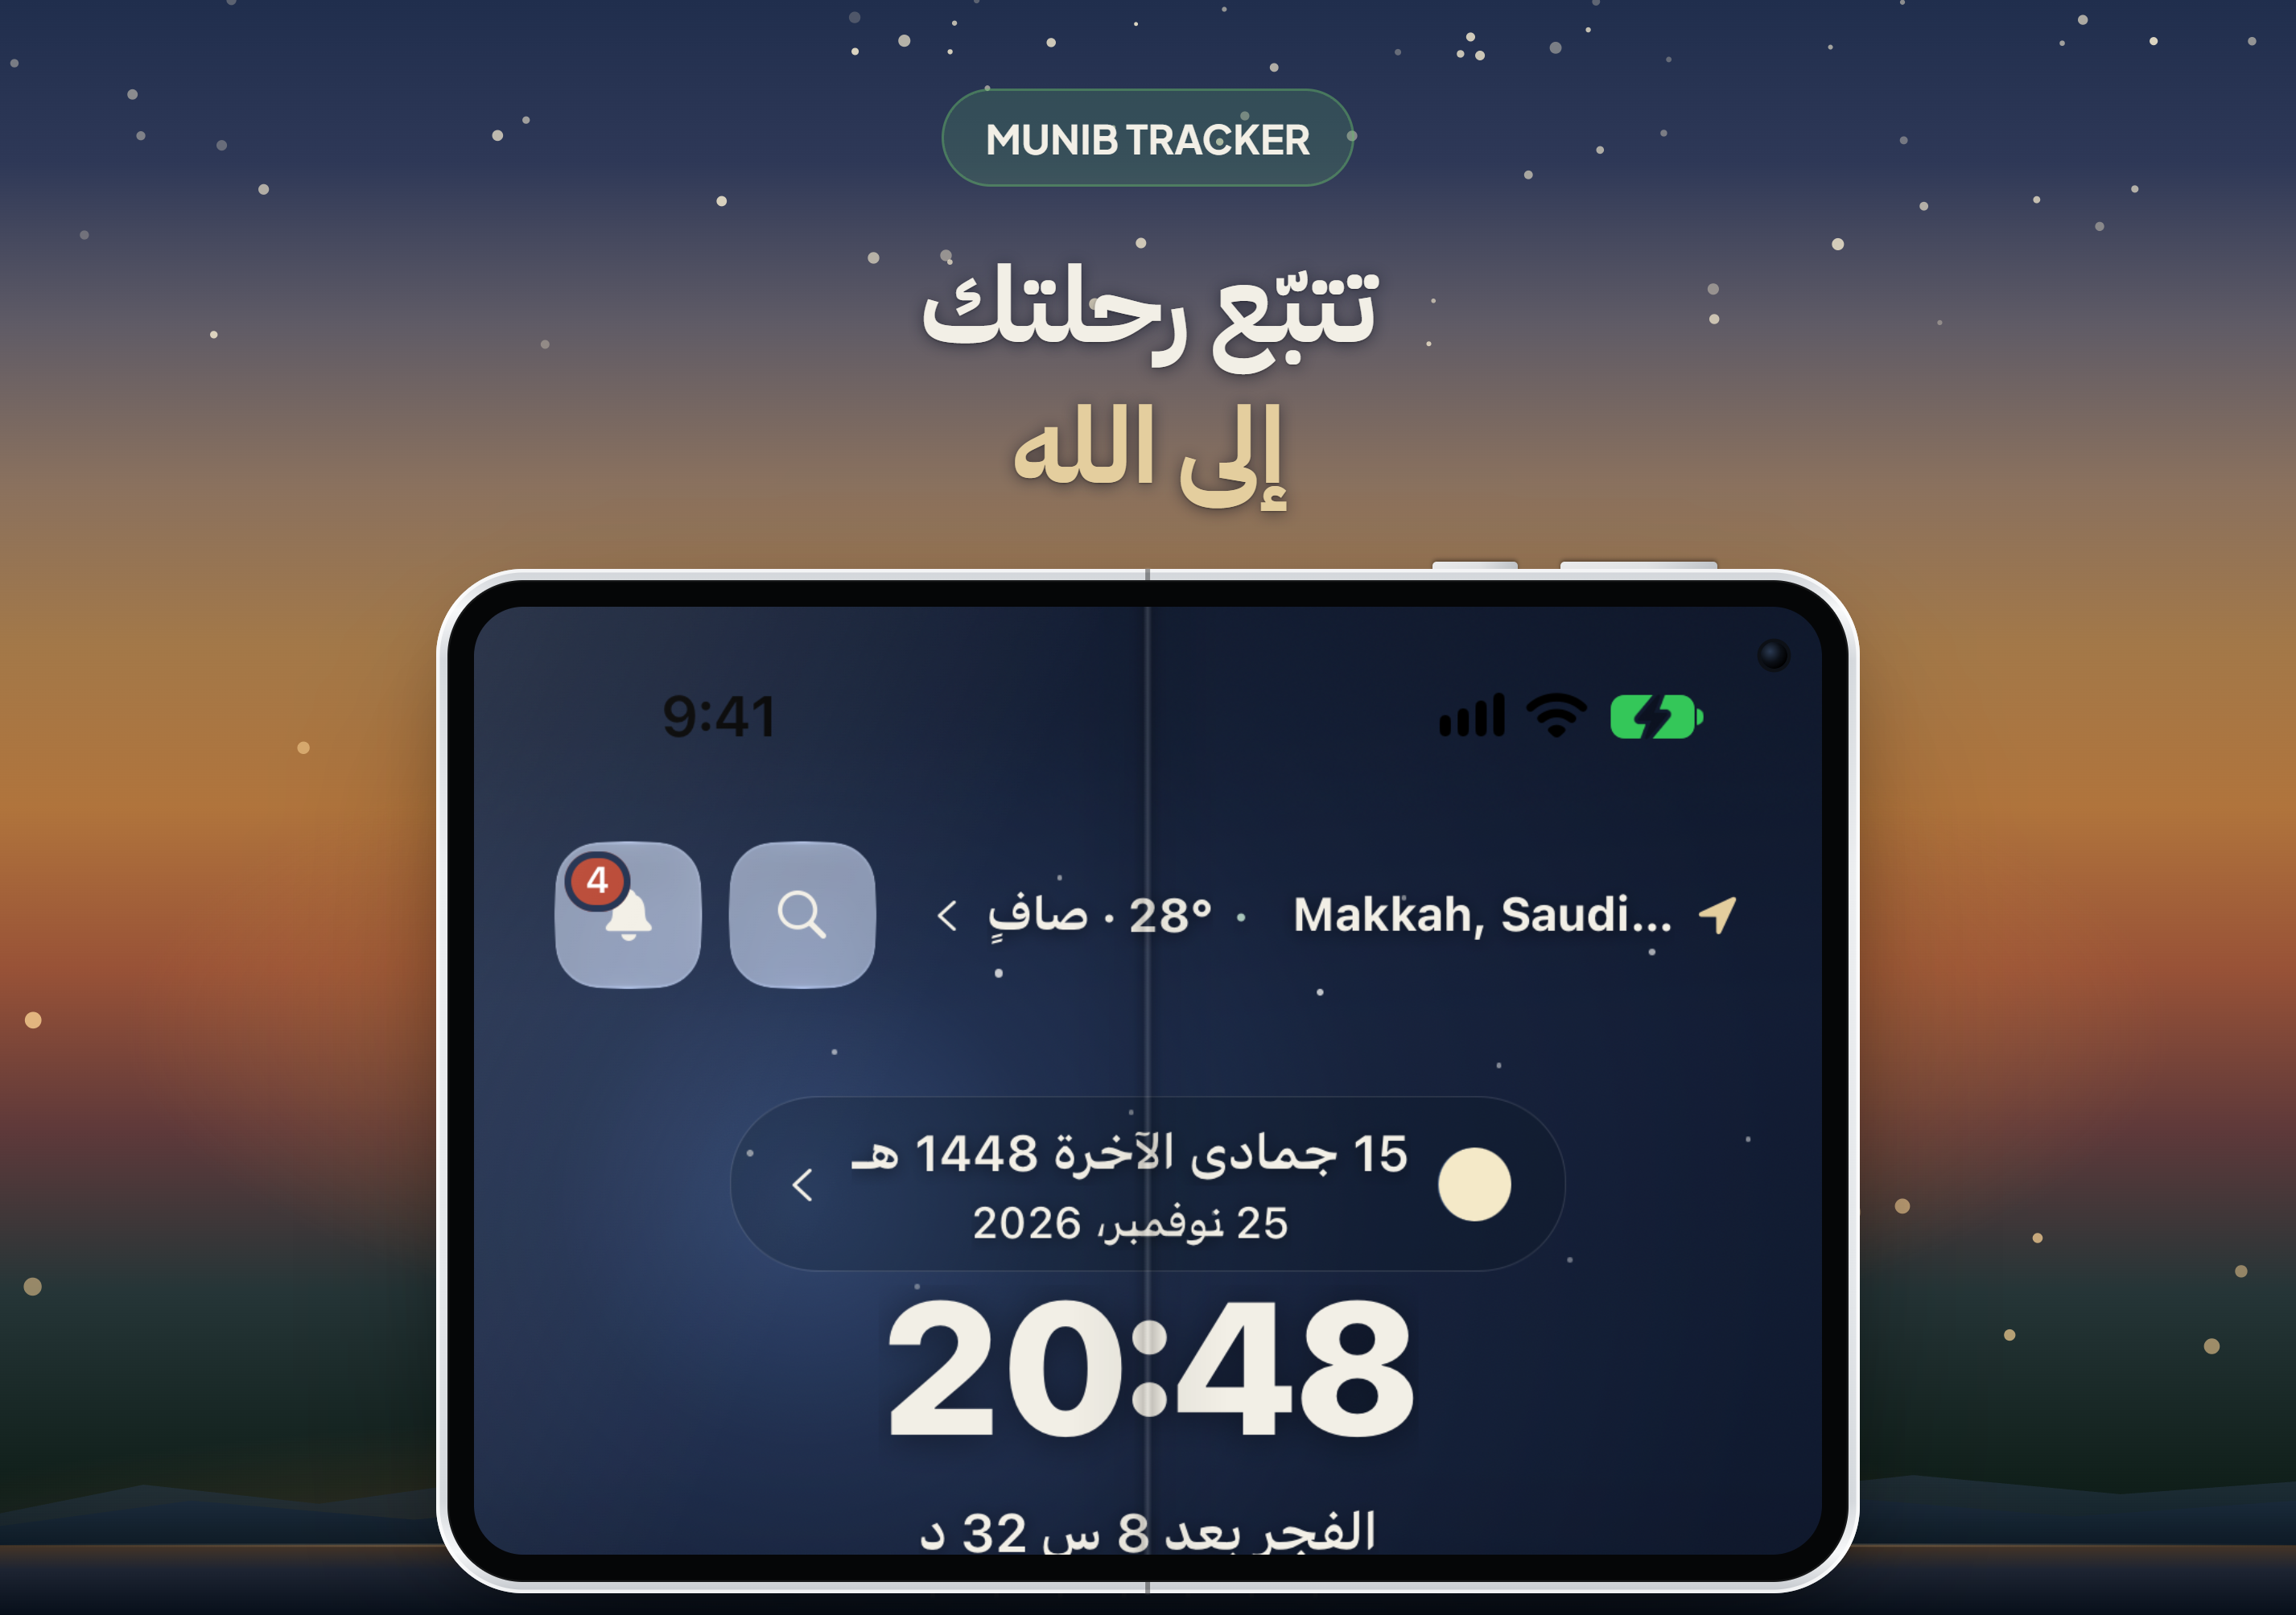 MUNIB TRACKER
تتبّع رحلتك
إلى الله
9:41
Makkah, Saudi... · 28° · صافٍ
4
15 جمادى الآخرة 1448 هـ
25 نوفمبر، 2026
20:48
الفجر بعد 8 س 32 د